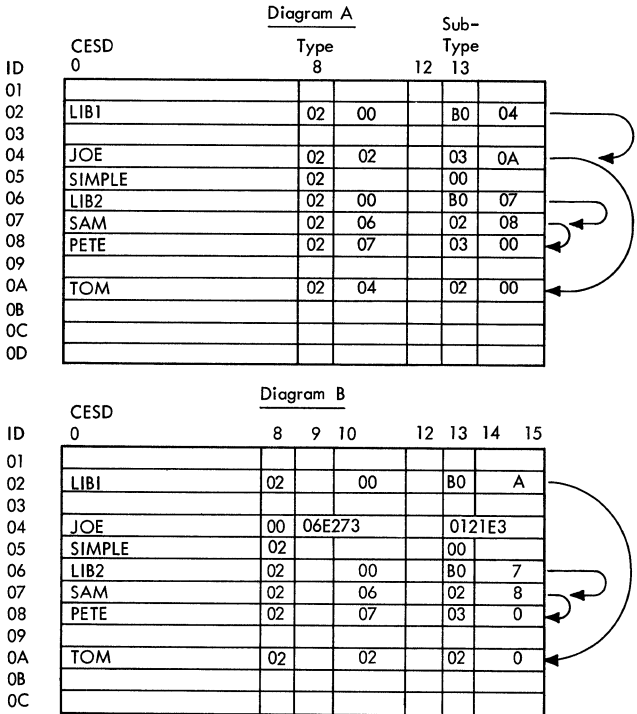 Diagram A
Sub-
CESD Type Type
ID 0 8 12 13
01
02 LIB1 02 00 B0 04
03
04 JOE 02 02 03 0A
05 SIMPLE 02 00
06 LIB2 02 00 B0 07
07 SAM 02 06 02 08
08 PETE 02 07 03 00
09
0A TOM 02 04 02 00
0B
0C
0D
Diagram B
CESD
ID 0 8 9 10 12 13 14 15
01
02 LIB1 02 00 B0 A
03
04 JOE 00 06E273 0121E3
05 SIMPLE 02 00
06 LIB2 02 00 B0 7
07 SAM 02 06 02 8
08 PETE 02 07 03 0
09
0A TOM 02 02 02 0
0B
0C